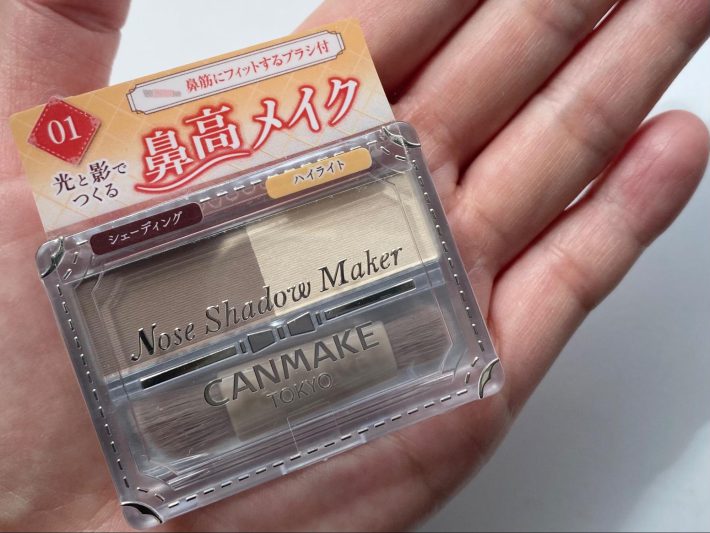 鼻筋にフィットするブラシ付
01
光と影で
つくる
鼻高メイク
シェーディング
ハイライト
Nose Shadow Maker
CANMAKE
TOKYO